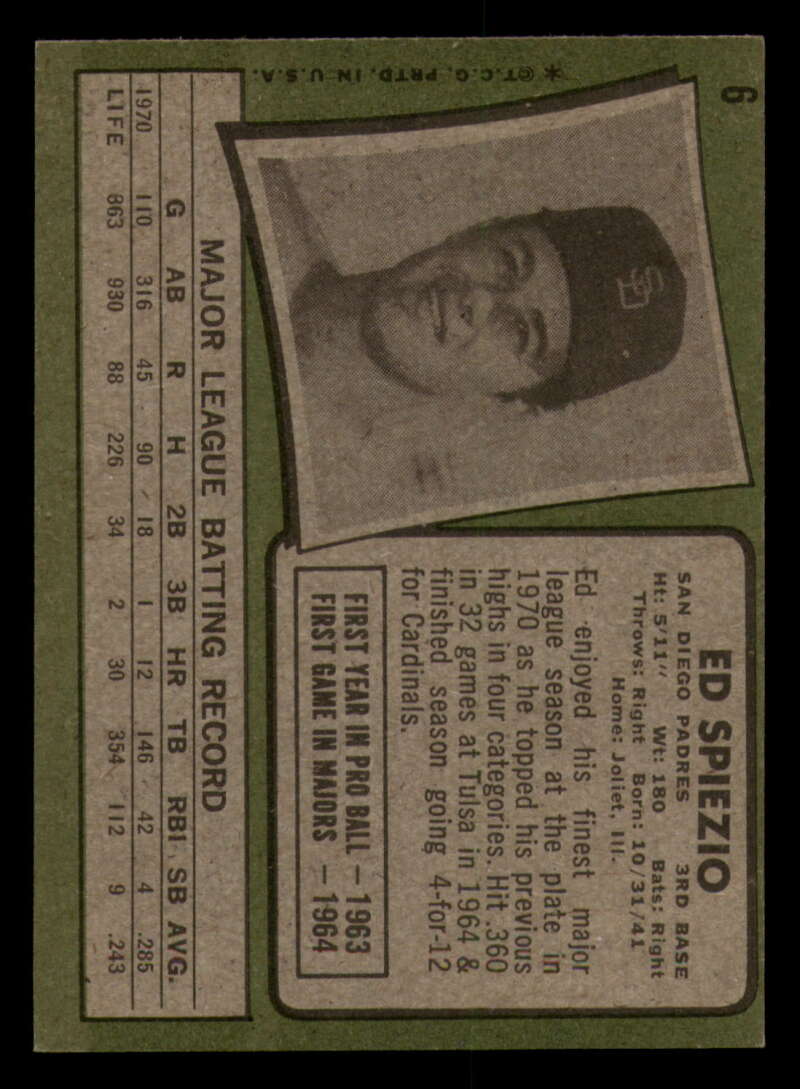 6
* ©T.C.G. PRTD. IN U.S.A.
SD
ED SPIEZIO
SAN DIEGO PADRES 3RD BASE
Ht: 5'11" Wt: 180 Bats: Right
Throws: Right Born: 10/31/41
Home: Joliet, Ill.
Ed enjoyed his finest major
league season at the plate in
1970 as he topped his previous
highs in four categories. Hit .360
in 32 games at Tulsa in 1964 &
finished season going 4-for-12
for Cardinals.
FIRST YEAR IN PRO BALL — 1963
FIRST GAME IN MAJORS — 1964
MAJOR LEAGUE BATTING RECORD
G AB R H 2B 3B HR TB RBI SB AVG.
1970 110 316 45 90 18 1 12 146 42 4 .285
LIFE 863 930 88 226 34 2 30 354 112 9 .243